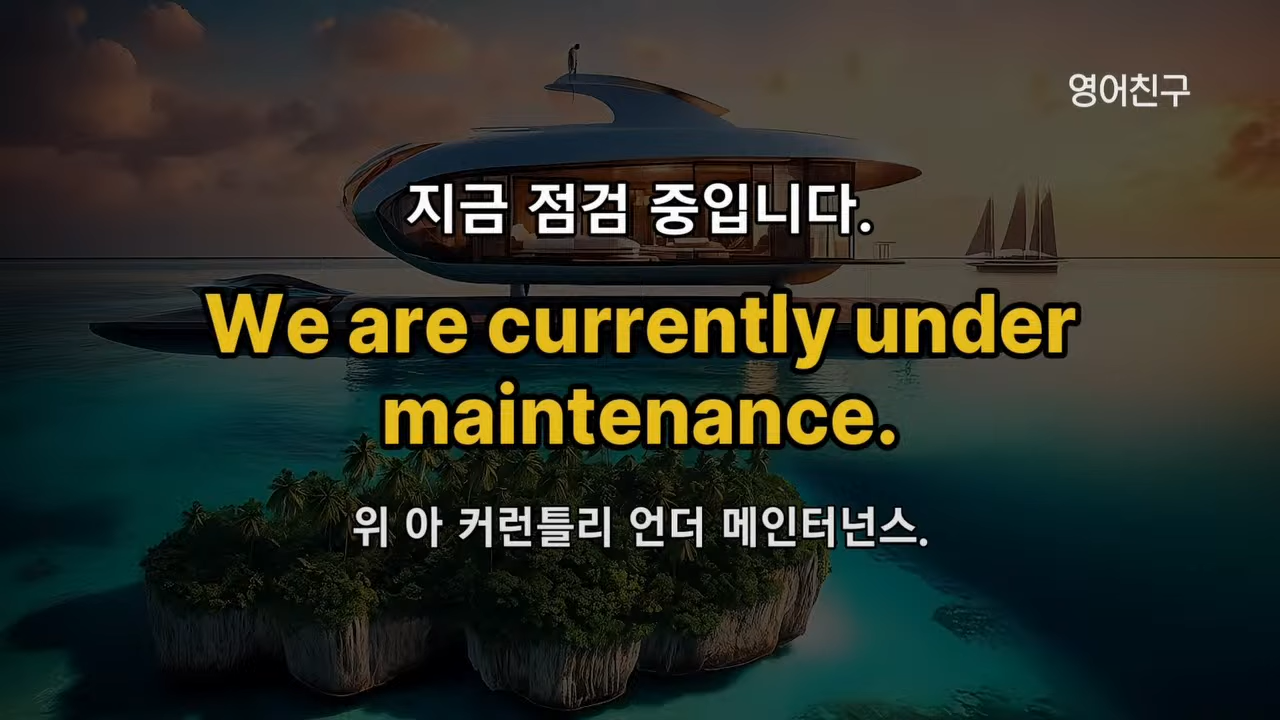 영어친구
지금 점검 중입니다.
We are currently under
maintenance.
위 아 커런틀리 언더 메인터넌스.